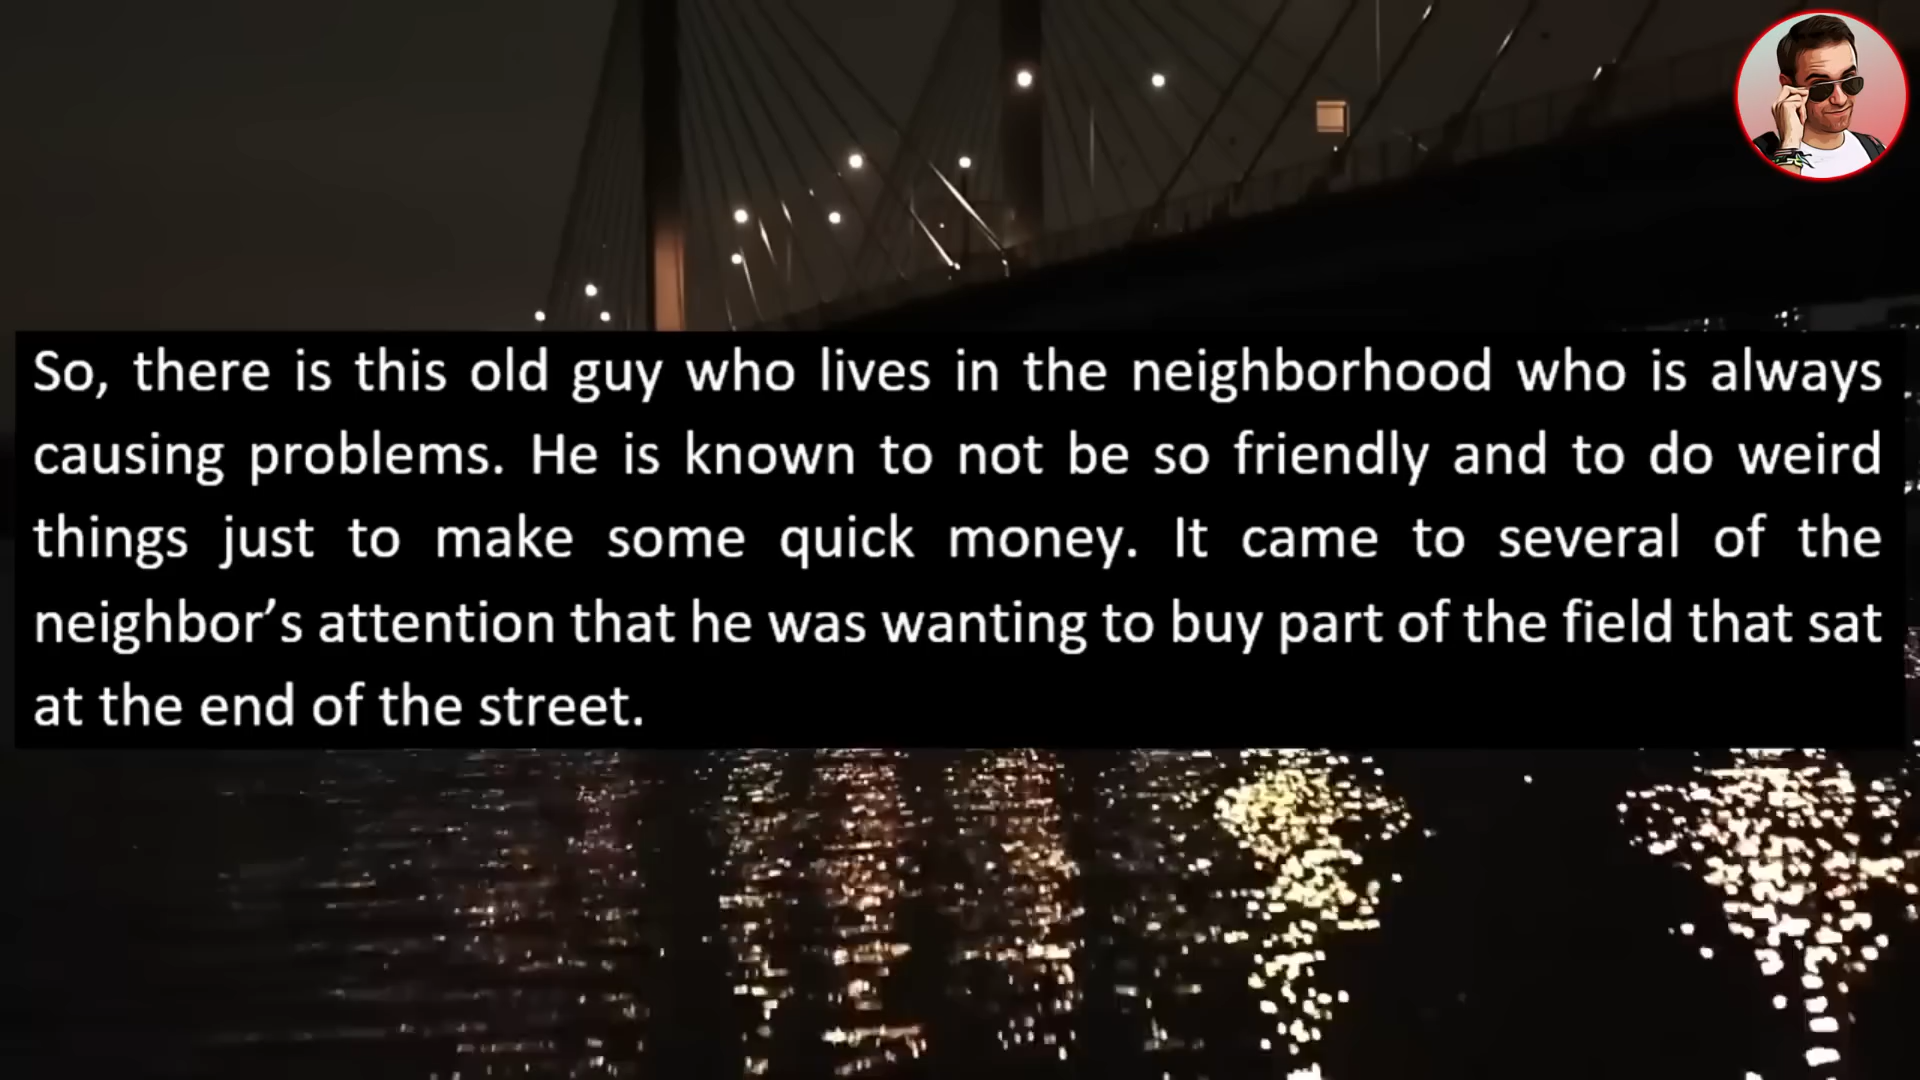 So, there is this old guy who lives in the neighborhood who is always
causing problems. He is known to not be so friendly and to do weird
things just to make some quick money. It came to several of the
neighbor’s attention that he was wanting to buy part of the field that sat
at the end of the street.